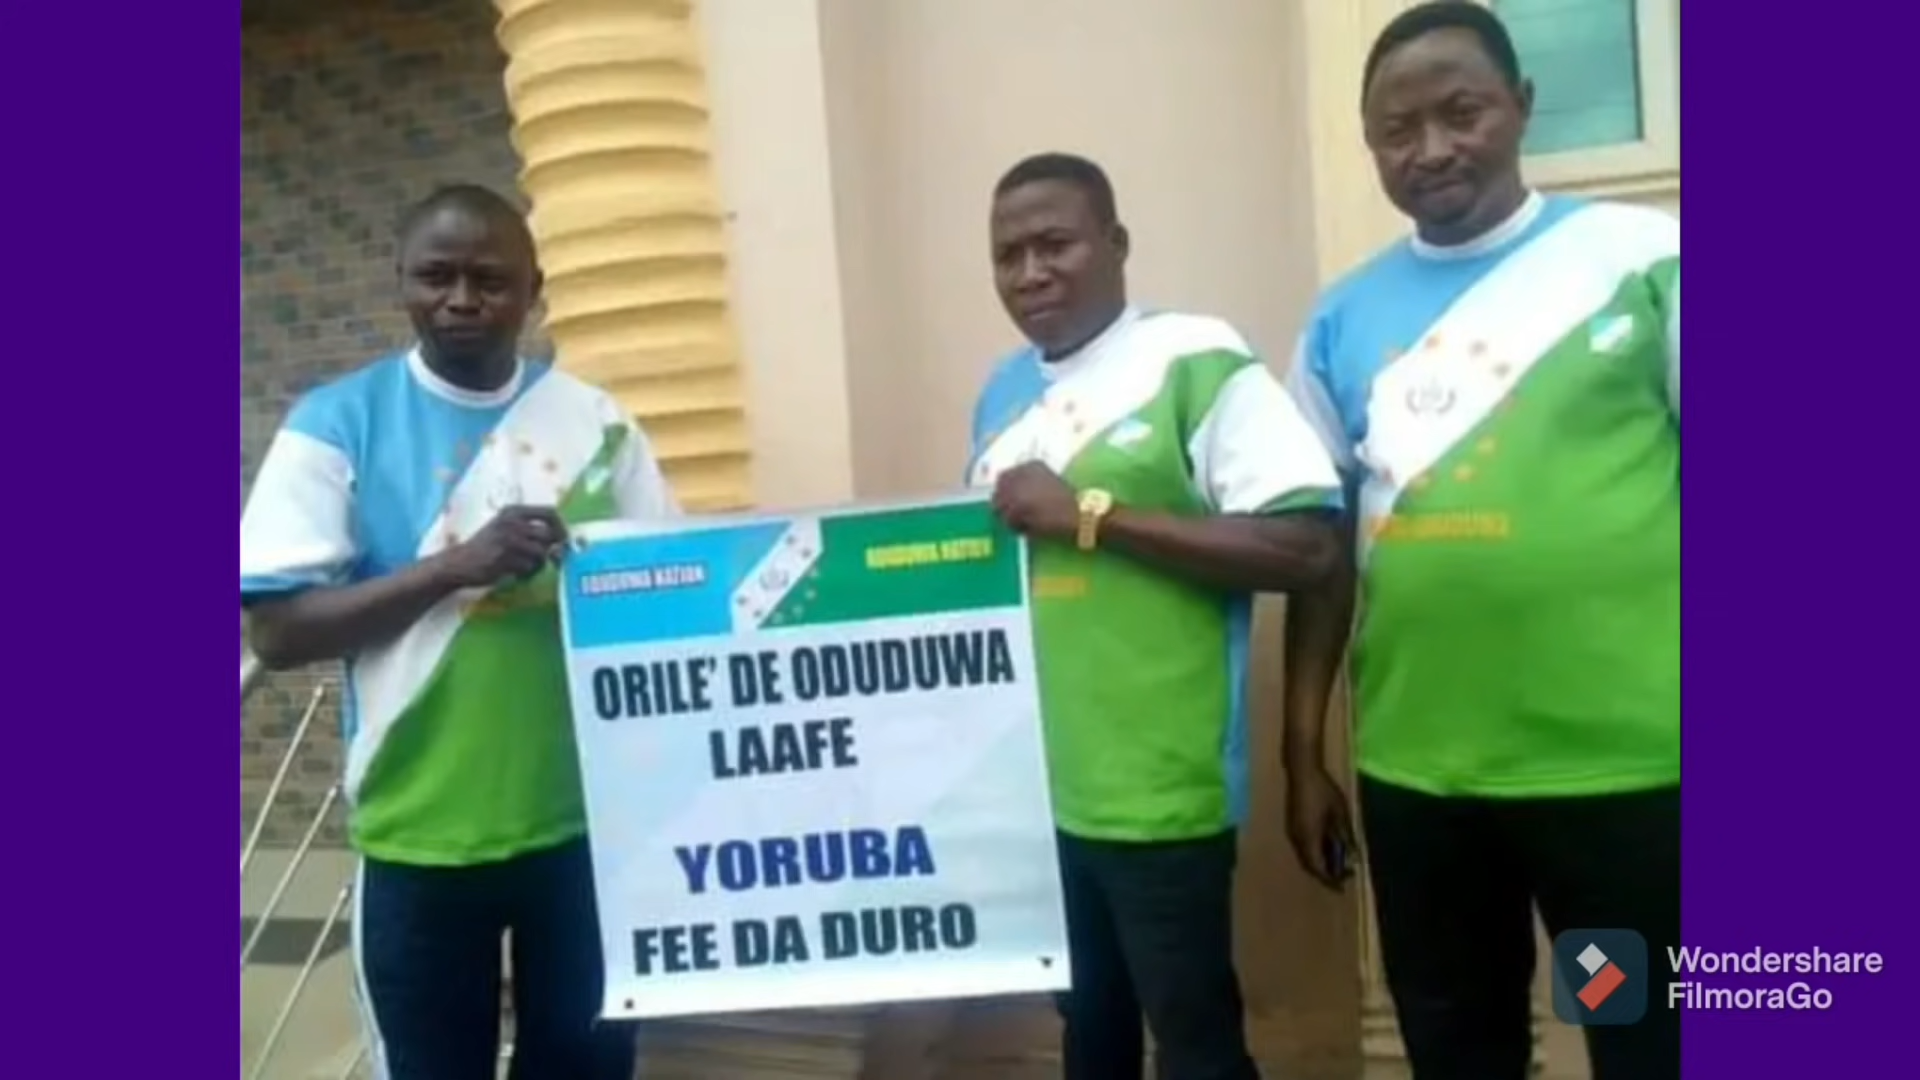 ODUDUWA NATION
ODUDUWA NATION
ORILE' DE ODUDUWA
LAAFE
YORUBA
FEE DA DURO
Wondershare
FilmoraGo